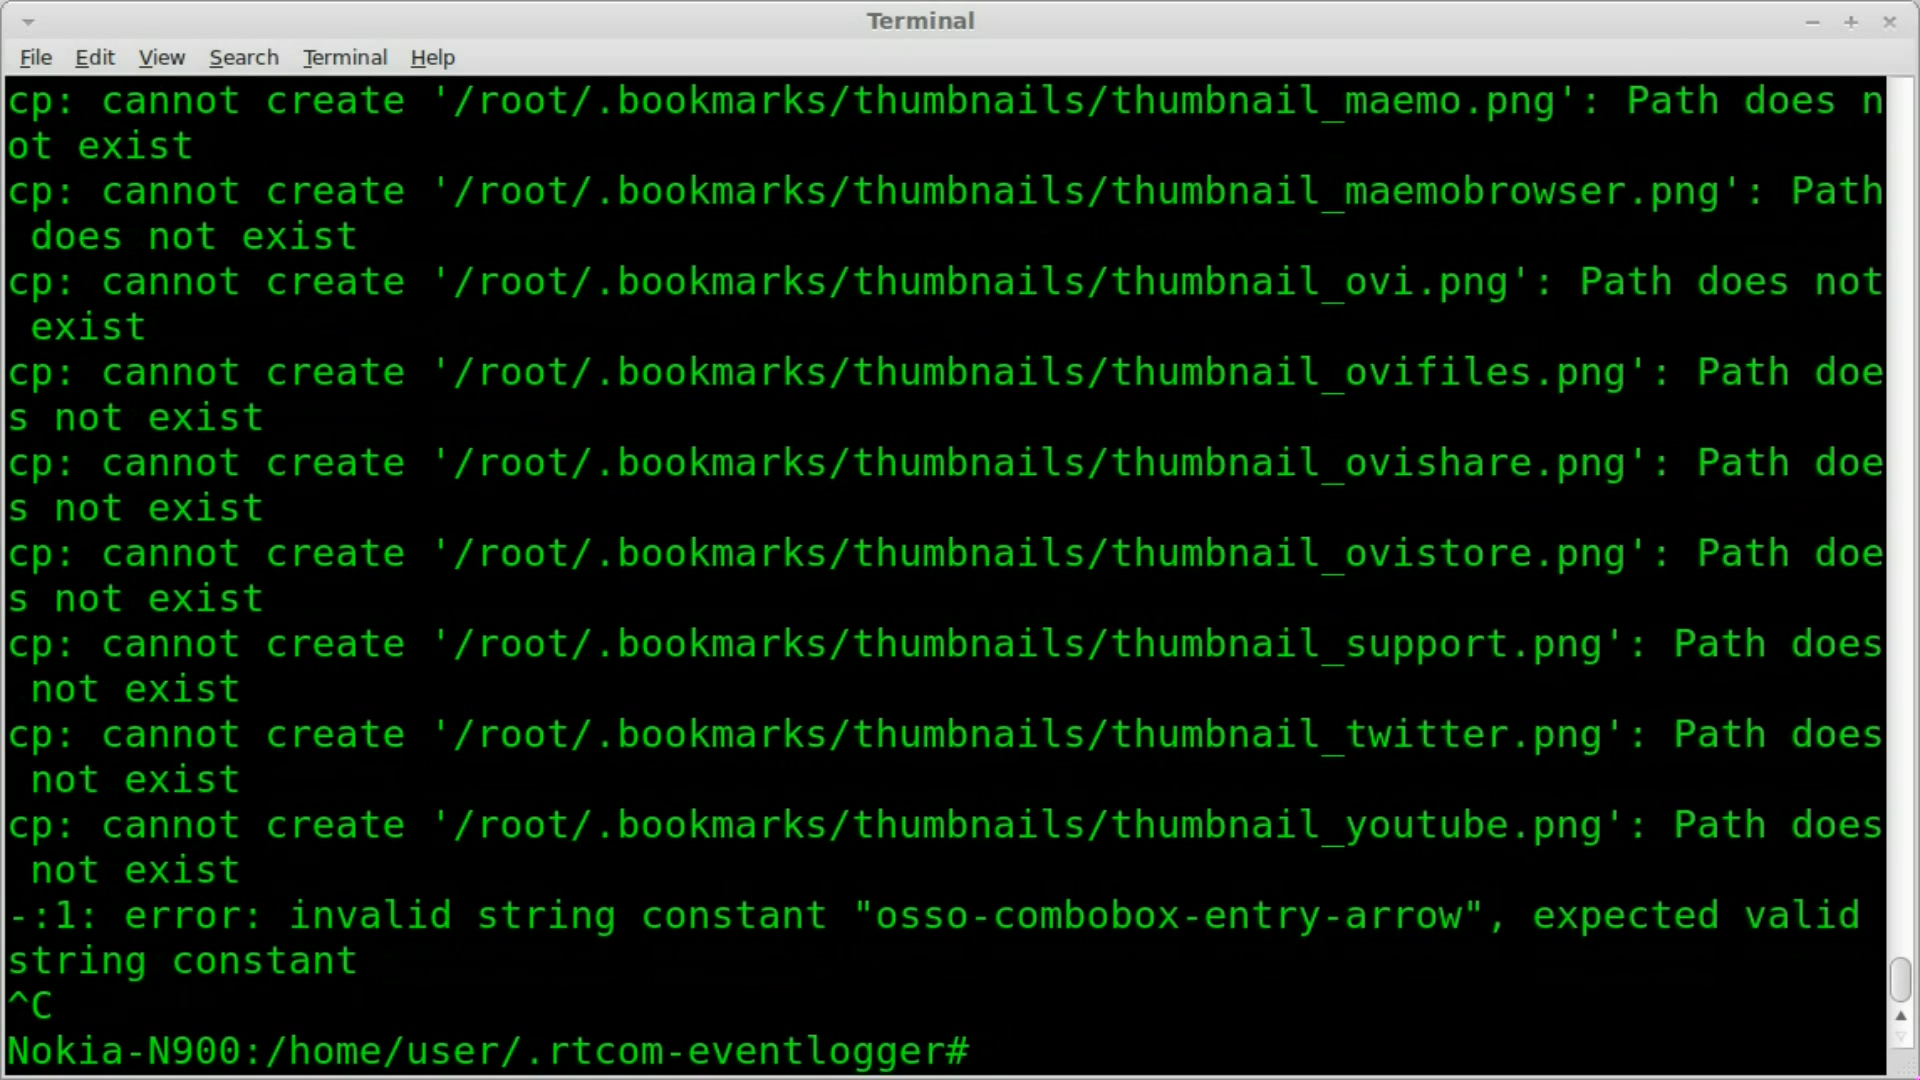 Terminal
File Edit View Search Terminal Help
cp: cannot create '/root/.bookmarks/thumbnails/thumbnail_maemo.png': Path does n
ot exist
cp: cannot create '/root/.bookmarks/thumbnails/thumbnail_maemobrowser.png': Path
 does not exist
cp: cannot create '/root/.bookmarks/thumbnails/thumbnail_ovi.png': Path does not
 exist
cp: cannot create '/root/.bookmarks/thumbnails/thumbnail_ovifiles.png': Path doe
s not exist
cp: cannot create '/root/.bookmarks/thumbnails/thumbnail_ovishare.png': Path doe
s not exist
cp: cannot create '/root/.bookmarks/thumbnails/thumbnail_ovistore.png': Path doe
s not exist
cp: cannot create '/root/.bookmarks/thumbnails/thumbnail_support.png': Path does
 not exist
cp: cannot create '/root/.bookmarks/thumbnails/thumbnail_twitter.png': Path does
 not exist
cp: cannot create '/root/.bookmarks/thumbnails/thumbnail_youtube.png': Path does
 not exist
-:1: error: invalid string constant "osso-combobox-entry-arrow", expected valid
string constant
^C
Nokia-N900:/home/user/.rtcom-eventlogger#